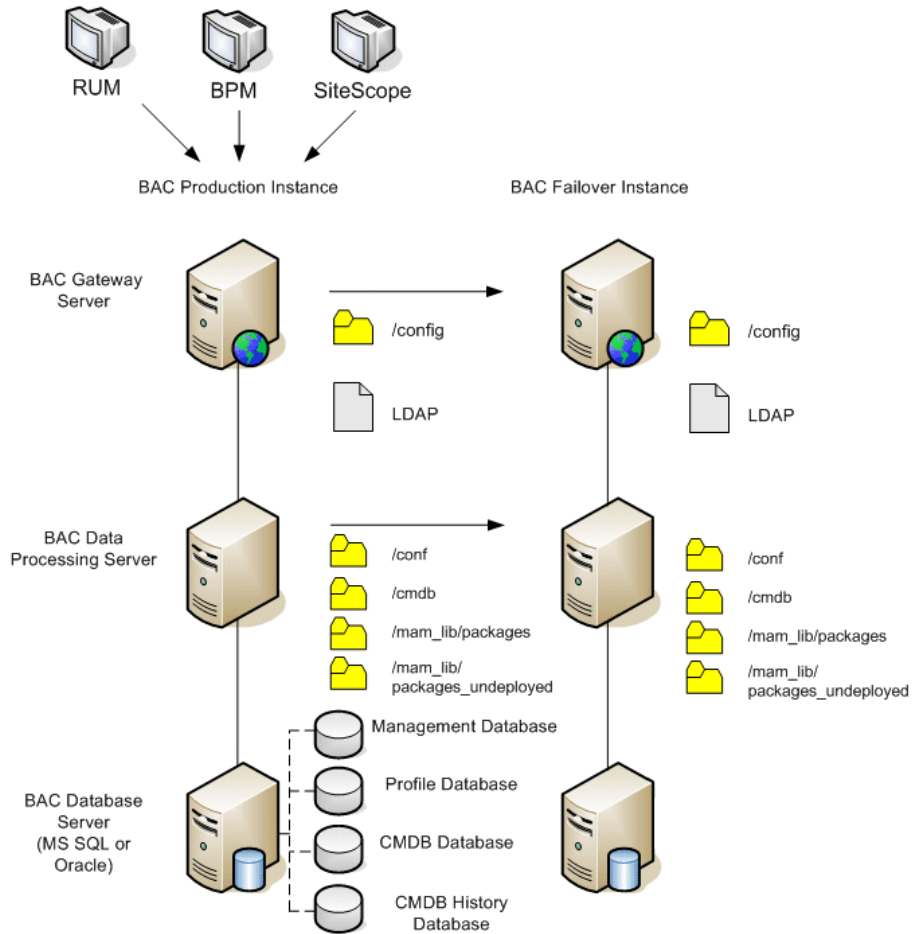 RUM
BPM
SiteScope
BAC Production Instance
BAC Failover Instance
BAC Gateway
Server
/config
LDAP
/config
LDAP
BAC Data
Processing Server
/conf
/cmdb
/mam_lib/packages
/mam_lib/
packages_undeployed
/conf
/cmdb
/mam_lib/packages
/mam_lib/
packages_undeployed
BAC Database
Server
(MS SQL or
Oracle)
Management Database
Profile Database
CMDB Database
CMDB History
Database